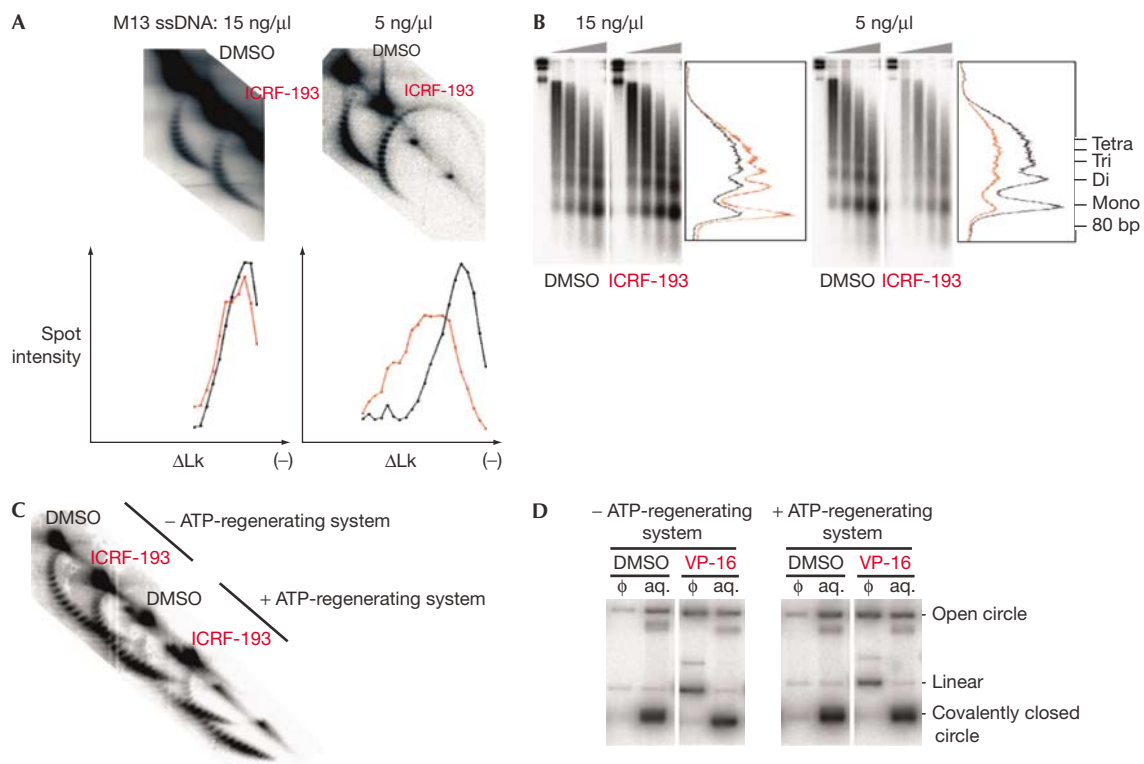 A
M13 ssDNA: 15 ng/µl
5 ng/µl
DMSO
ICRF-193
DMSO
ICRF-193
Spot
intensity
ΔLk
(–)
ΔLk
(–)
B
15 ng/µl
5 ng/µl
Tetra
Tri
Di
Mono
80 bp
DMSO ICRF-193
DMSO ICRF-193
C
DMSO
– ATP-regenerating system
ICRF-193
DMSO
+ ATP-regenerating system
ICRF-193
D
– ATP-regenerating
system
+ ATP-regenerating
system
DMSO VP-16
DMSO VP-16
ϕ aq. ϕ aq.
ϕ aq. ϕ aq.
Open circle
Linear
Covalently closed
circle